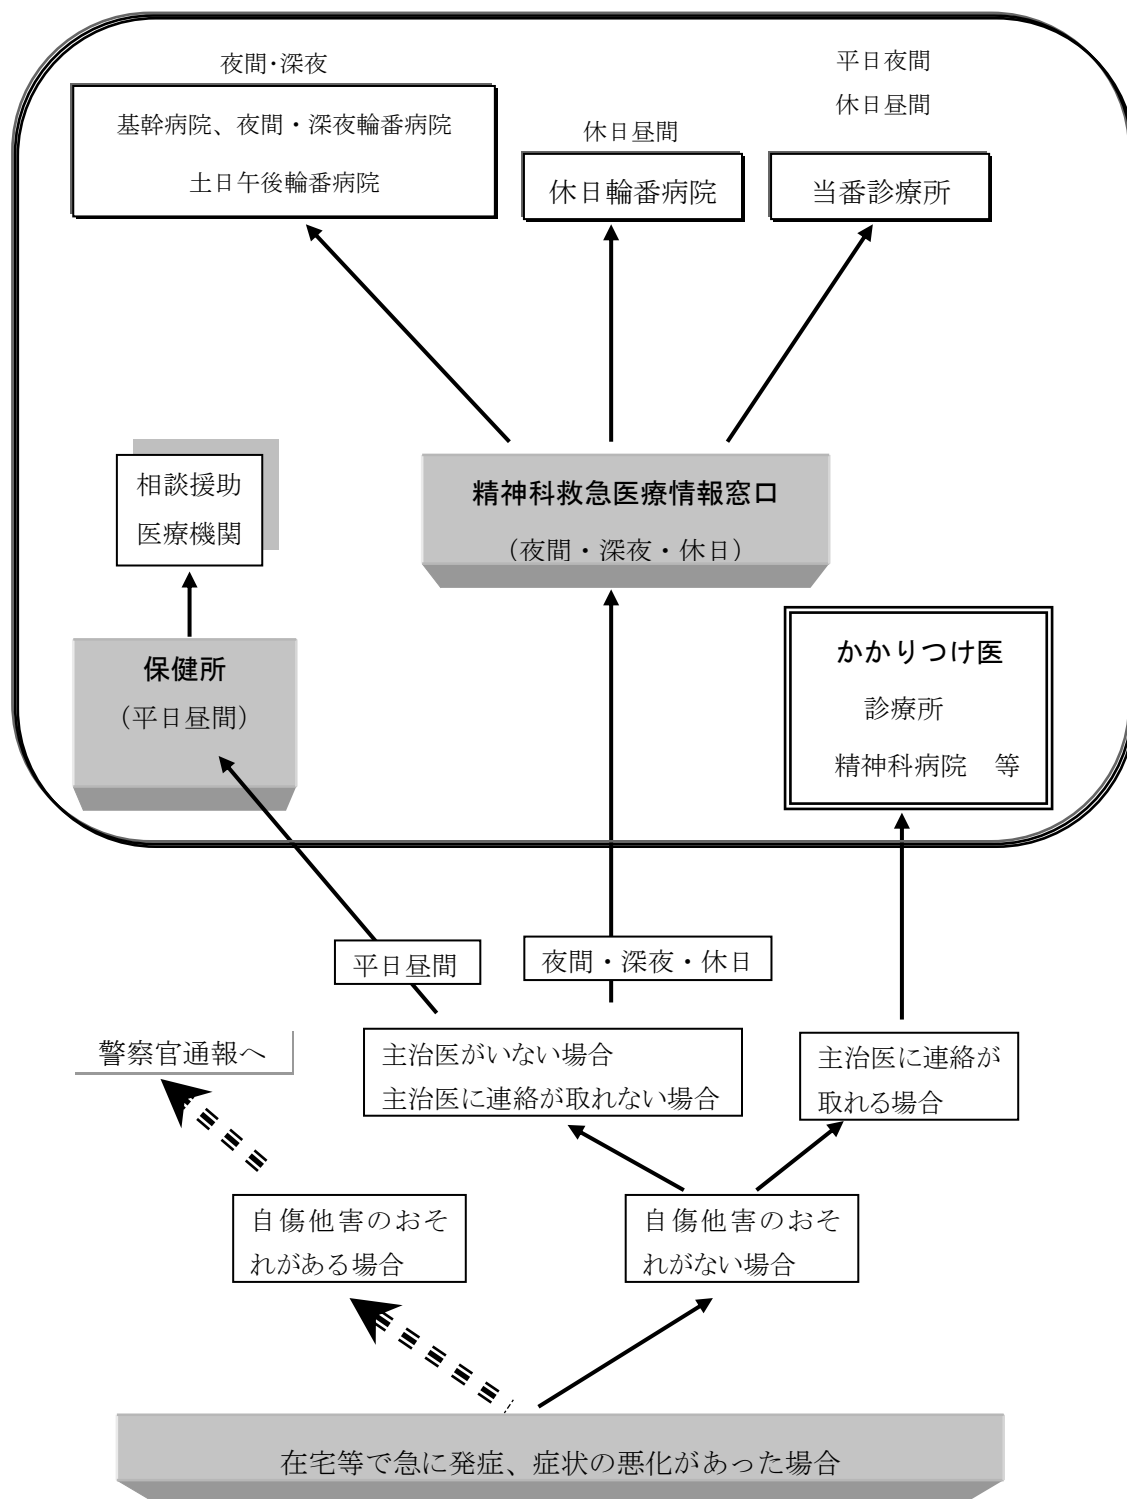 夜間・深夜
基幹病院、夜間・深夜輪番病院
土日午後輪番病院
休日昼間
休日輪番病院
平日夜間
休日昼間
当番診療所
相談援助
医療機関
精神科救急医療情報窓口
（夜間・深夜・休日）
保健所
（平日昼間）
かかりつけ医
診療所
精神科病院　等
平日昼間
夜間・深夜・休日
警察官通報へ
主治医がいない場合
主治医に連絡が取れない場合
主治医に連絡が
取れる場合
自傷他害のおそ
れがある場合
自傷他害のおそ
れがない場合
在宅等で急に発症、症状の悪化があった場合